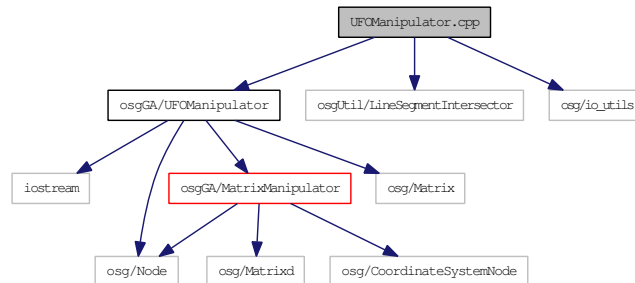 UFOManipulator.cpp
osgGA/UFOManipulator
osgUtil/LineSegmentIntersector
osg/io_utils
iostream
osgGA/MatrixManipulator
osg/Matrix
osg/Node
osg/Matrixd
osg/CoordinateSystemNode